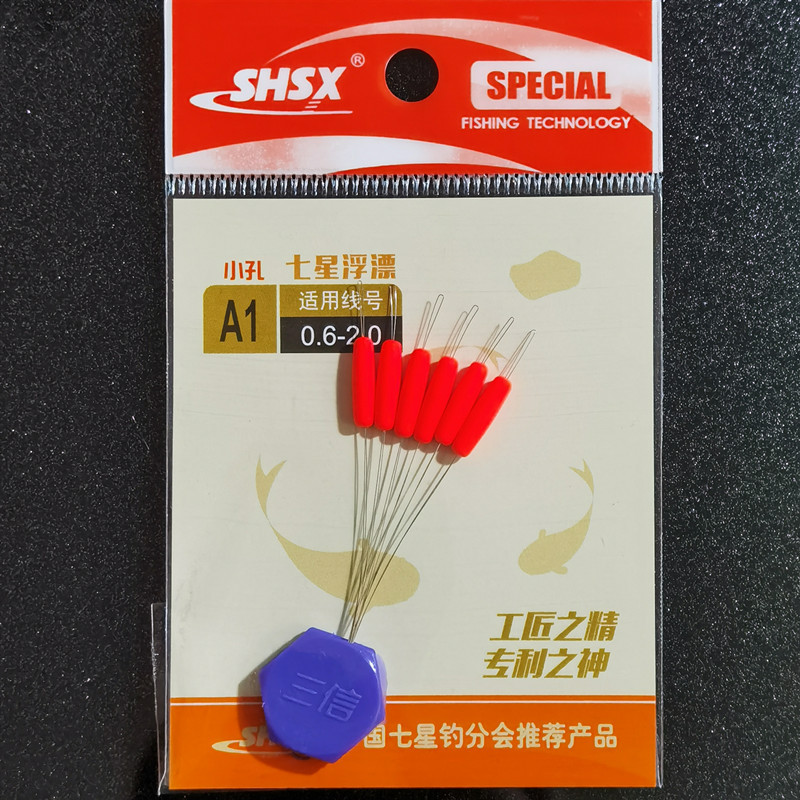 SHSX®
SPECIAL
FISHING TECHNOLOGY
小孔 七星浮漂
A1
适用线号
0.6-2.0
工匠之精
专利之神
三信
SH
国七星钓分会推荐产品